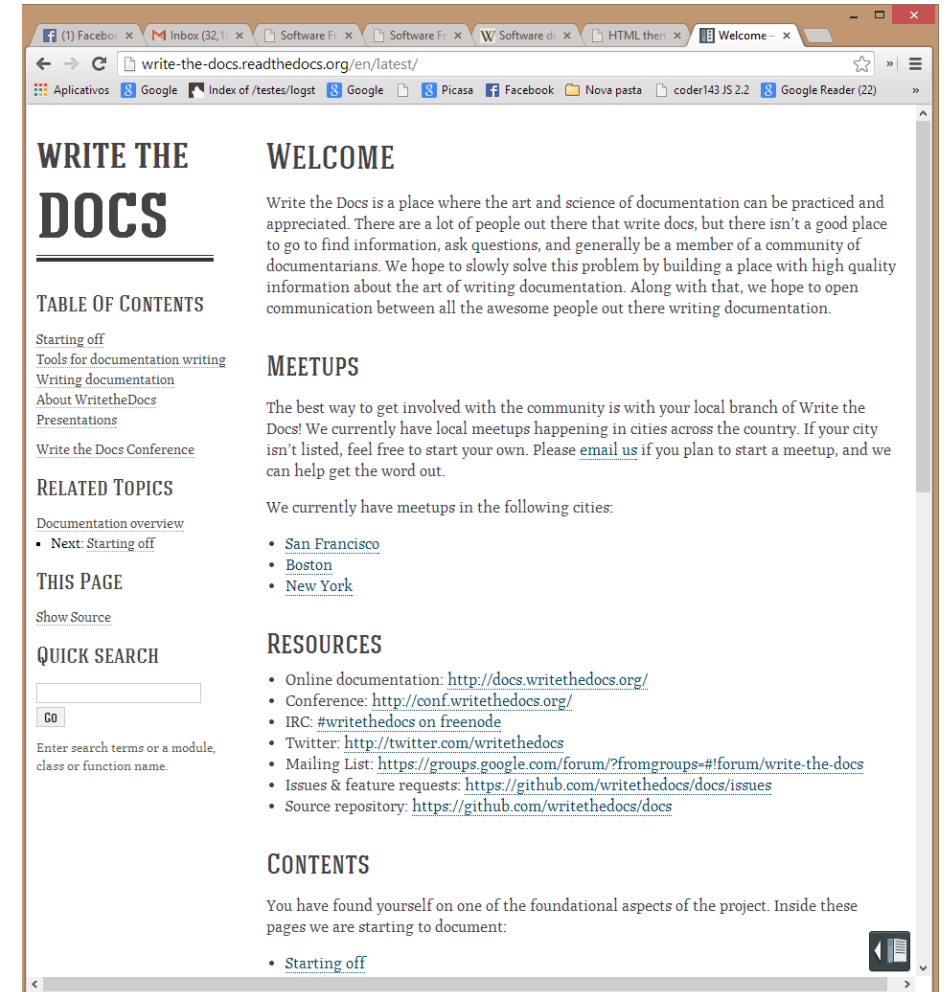 (1) Faceboo
Inbox (32,1
Software Fr
Software Fr
Software d
HTML then
Welcome –
write-the-docs.readthedocs.org/en/latest/
Aplicativos Google Index of /testes/logst Google Picasa Facebook Nova pasta coder143 JS 2.2 Google Reader (22) »
WRITE THE
DOCS
TABLE OF CONTENTS
Starting off
Tools for documentation writing
Writing documentation
About WritetheDocs
Presentations
Write the Docs Conference
RELATED TOPICS
Documentation overview
▪ Next: Starting off
THIS PAGE
Show Source
QUICK SEARCH
GO
Enter search terms or a module,
class or function name.
WELCOME
Write the Docs is a place where the art and science of documentation can be practiced and
appreciated. There are a lot of people out there that write docs, but there isn't a good place
to go to find information, ask questions, and generally be a member of a community of
documentarians. We hope to slowly solve this problem by building a place with high quality
information about the art of writing documentation. Along with that, we hope to open
communication between all the awesome people out there writing documentation.
MEETUPS
The best way to get involved with the community is with your local branch of Write the
Docs! We currently have local meetups happening in cities across the country. If your city
isn't listed, feel free to start your own. Please email us if you plan to start a meetup, and we
can help get the word out.
We currently have meetups in the following cities:
• San Francisco
• Boston
• New York
RESOURCES
• Online documentation: http://docs.writethedocs.org/
• Conference: http://conf.writethedocs.org/
• IRC: #writethedocs on freenode
• Twitter: http://twitter.com/writethedocs
• Mailing List: https://groups.google.com/forum/?fromgroups=#!forum/write-the-docs
• Issues & feature requests: https://github.com/writethedocs/docs/issues
• Source repository: https://github.com/writethedocs/docs
CONTENTS
You have found yourself on one of the foundational aspects of the project. Inside these
pages we are starting to document:
• Starting off